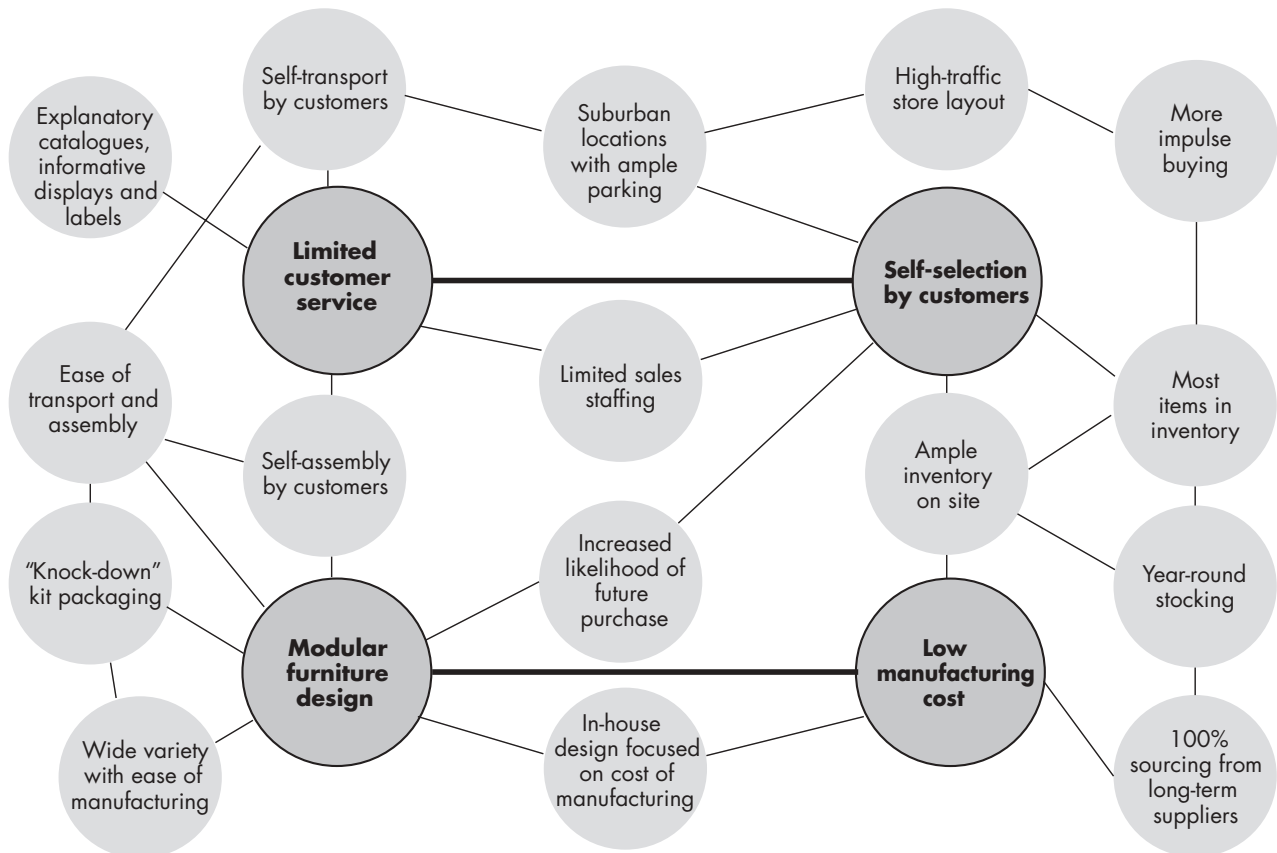 Self-transport
by customers
High-traffic
store layout
Explanatory
catalogues,
informative
displays and
labels
Suburban
locations
with ample
parking
More
impulse
buying
Limited
customer
service
Self-selection
by customers
Ease of
transport and
assembly
Limited sales
staffing
Most
items in
inventory
Self-assembly
by customers
Ample
inventory
on site
"Knock-down"
kit packaging
Increased
likelihood of
future
purchase
Year-round
stocking
Modular
furniture
design
Low
manufacturing
cost
Wide variety
with ease of
manufacturing
In-house
design focused
on cost of
manufacturing
100%
sourcing from
long-term
suppliers